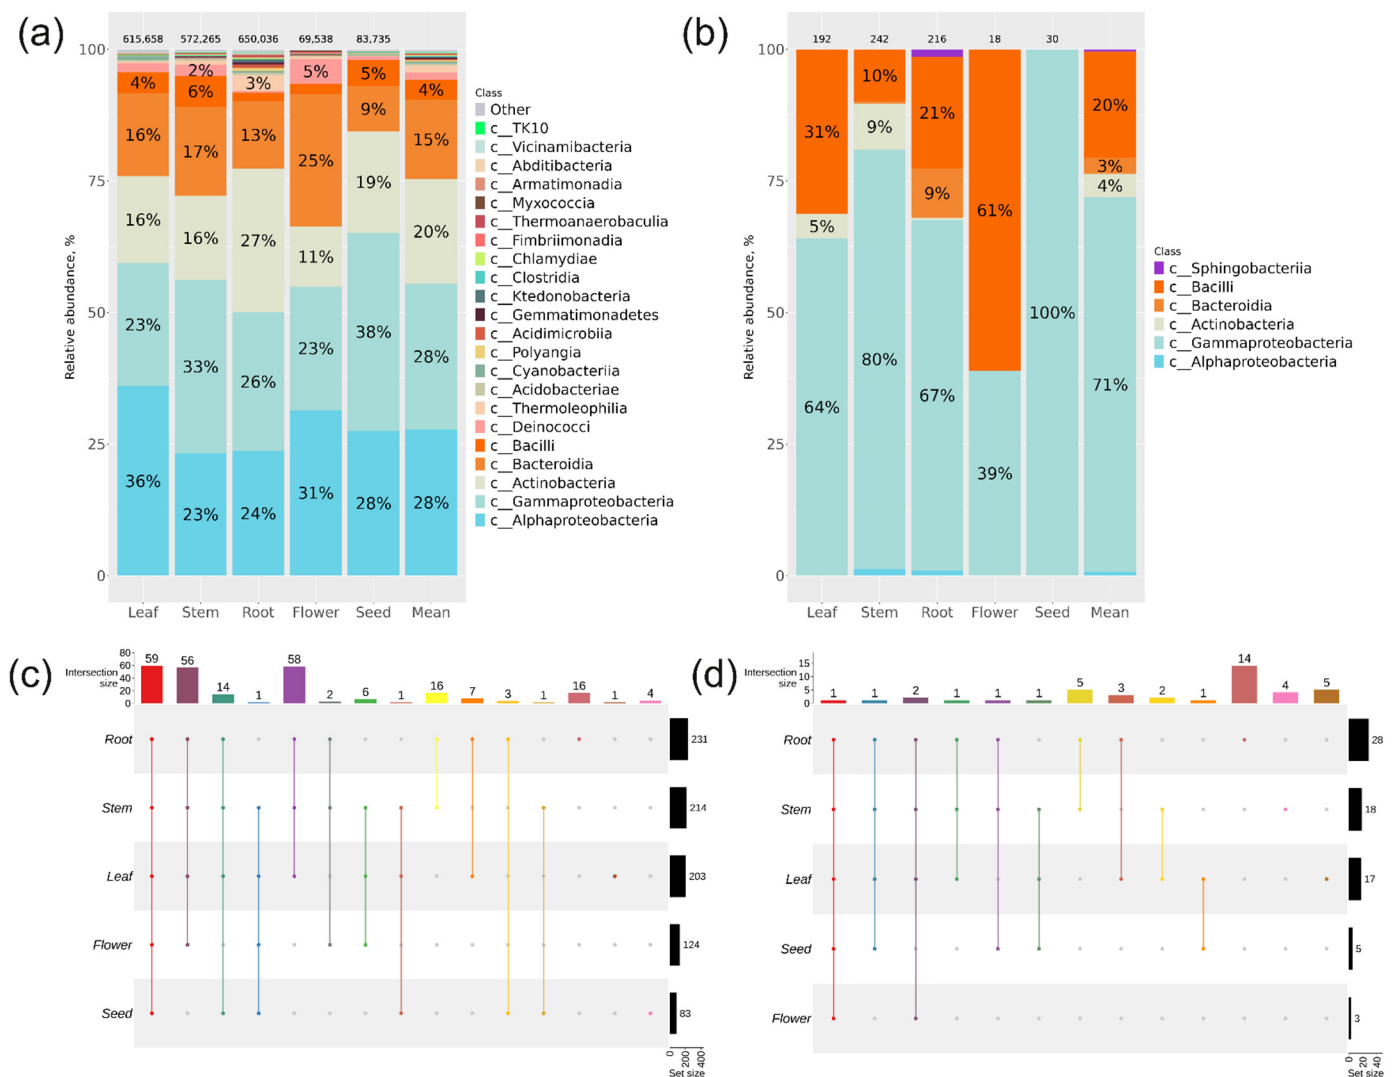 (a)
615,658 572,265 650,036 69,538 83,735
Relative abundance, %
100
75
50
25
0
4% 16% 16% 23% 36%
2% 6% 17% 16% 33% 23%
3% 13% 27% 26% 24%
5% 25% 11% 23% 31%
5% 9% 19% 38% 28%
4% 15% 20% 28% 28%
Leaf Stem Root Flower Seed Mean
Class
Other
c__TK10
c__Vicinamibacteria
c__Abditibacteria
c__Armatimonadia
c__Myxococcia
c__Thermoanaerobaculia
c__Fimbriimonadia
c__Chlamydiae
c__Clostridia
c__Ktedonobacteria
c__Gemmatimonadetes
c__Acidimicrobiia
c__Polyangia
c__Cyanobacteriia
c__Acidobacteriae
c__Thermoleophilia
c__Deinococci
c__Bacilli
c__Bacteroidia
c__Actinobacteria
c__Gammaproteobacteria
c__Alphaproteobacteria
(b)
192 242 216 18 30
Relative abundance, %
100
75
50
25
0
31% 5% 64%
10% 9% 80%
21% 9% 67%
61% 39%
100%
20% 3% 4% 71%
Leaf Stem Root Flower Seed Mean
Class
c__Sphingobacteriia
c__Bacilli
c__Bacteroidia
c__Actinobacteria
c__Gammaproteobacteria
c__Alphaproteobacteria
(c)
Intersection
size
80
60
40
20
0
59 56 14 1 58 2 6 1 16 7 3 1 16 1 4
Root 231
Stem 214
Leaf 203
Flower 124
Seed 83
0 200 400
Set size
(d)
Intersection
size
15
10
5
0
1 1 2 1 1 1 5 3 2 1 14 4 5
Root 28
Stem 18
Leaf 17
Seed 5
Flower 3
0 20 40
Set size